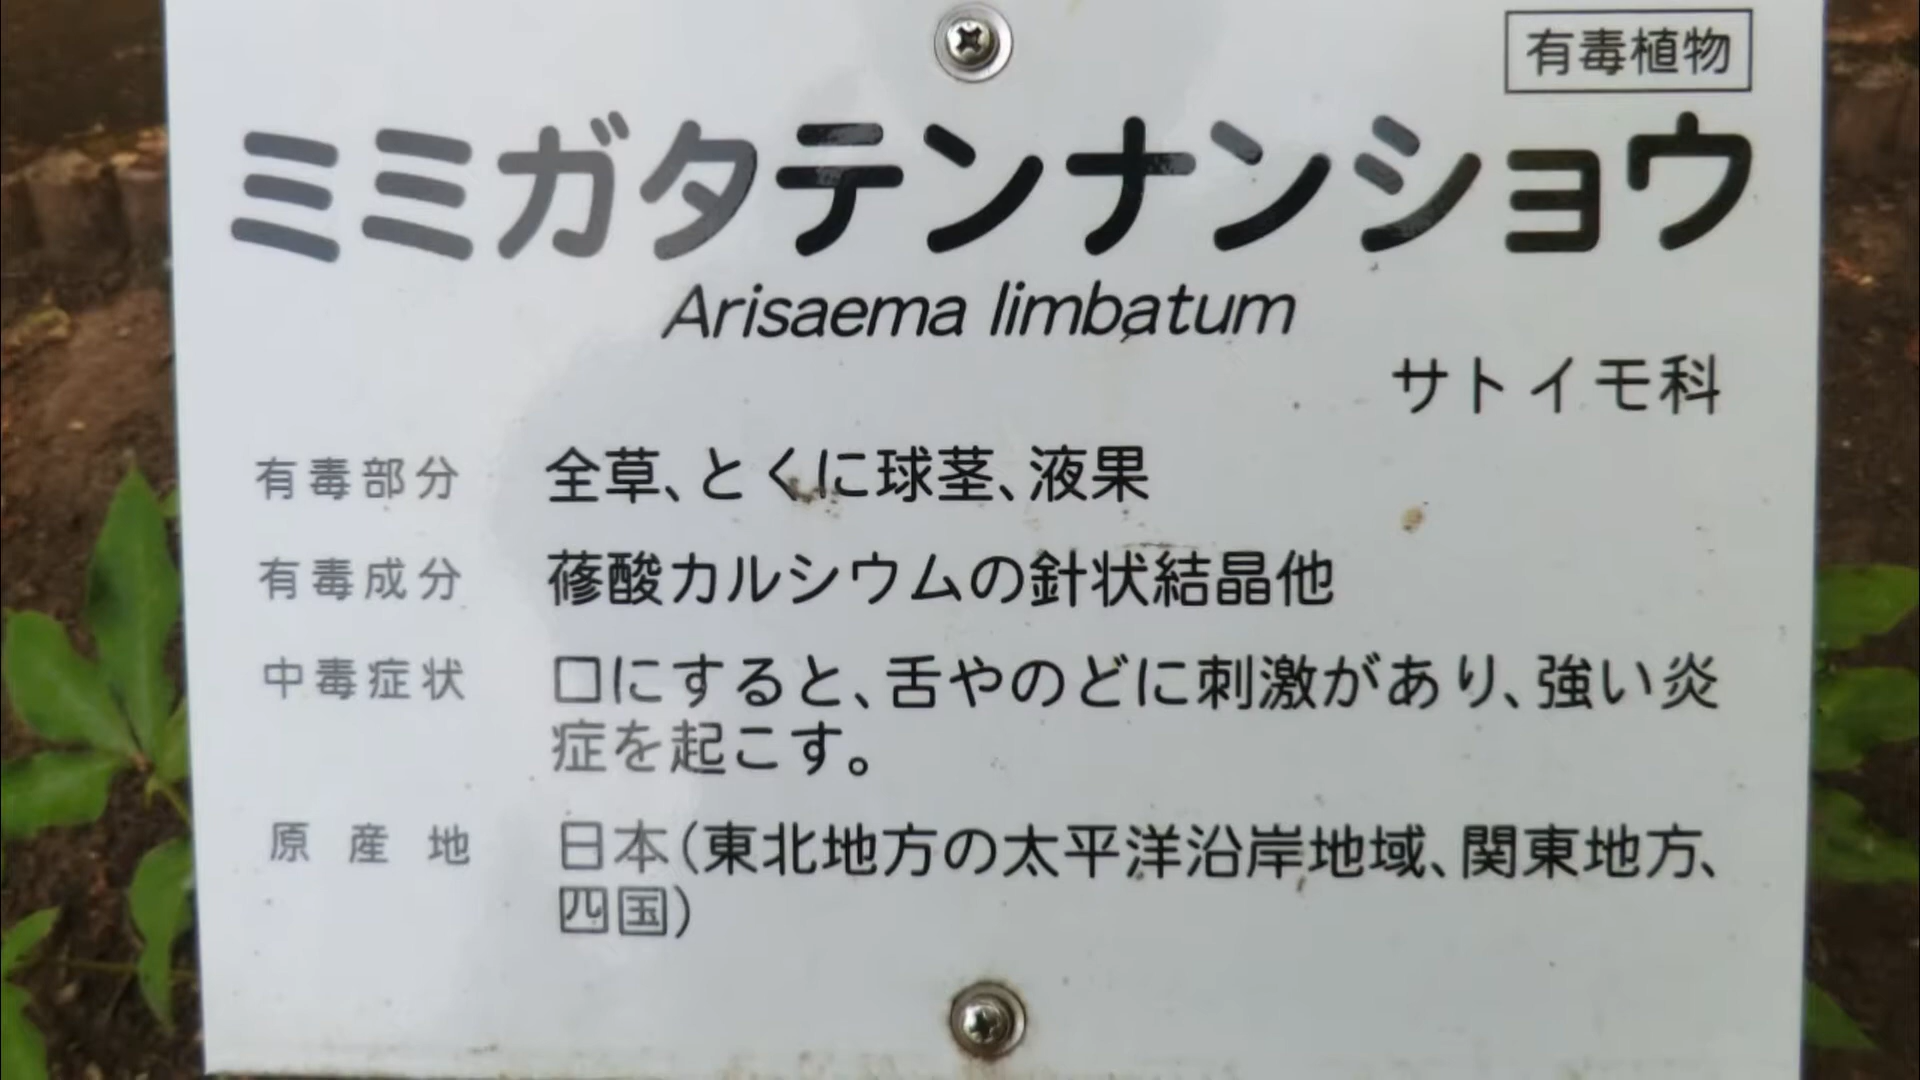 有毒植物
ミミガタテンナンショウ
Arisaema limbatum
サトイモ科
有毒部分 全草、とくに球茎、液果
有毒成分 蓚酸カルシウムの針状結晶他
中毒症状 口にすると、舌やのどに刺激があり、強い炎
症を起こす。
原産地 日本(東北地方の太平洋沿岸地域、関東地方、
四国)